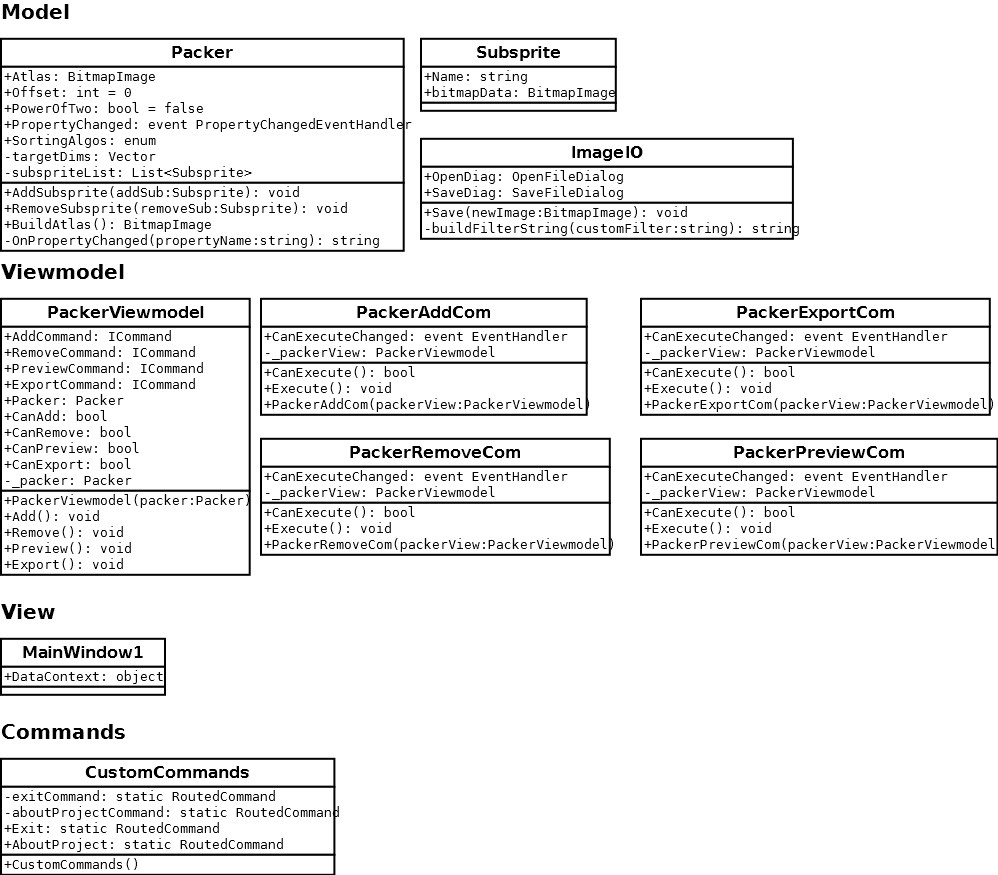 Model
Packer
+Atlas: BitmapImage
+Offset: int = 0
+PowerOfTwo: bool = false
+PropertyChanged: event PropertyChangedEventHandler
+SortingAlgos: enum
-targetDims: Vector
-subspriteList: List<Subsprite>
+AddSubsprite(addSub:Subsprite): void
+RemoveSubsprite(removeSub:Subsprite): void
+BuildAtlas(): BitmapImage
-OnPropertyChanged(propertyName:string): string
Subsprite
+Name: string
+bitmapData: BitmapImage
ImageIO
+OpenDiag: OpenFileDialog
+SaveDiag: SaveFileDialog
+Save(newImage:BitmapImage): void
-buildFilterString(customFilter:string): string
Viewmodel
PackerViewmodel
+AddCommand: ICommand
+RemoveCommand: ICommand
+PreviewCommand: ICommand
+ExportCommand: ICommand
+Packer: Packer
+CanAdd: bool
+CanRemove: bool
+CanPreview: bool
+CanExport: bool
-_packer: Packer
+PackerViewmodel(packer:Packer)
+Add(): void
+Remove(): void
+Preview(): void
+Export(): void
PackerAddCom
+CanExecuteChanged: event EventHandler
-_packerView: PackerViewmodel
+CanExecute(): bool
+Execute(): void
+PackerAddCom(packerView:PackerViewmodel)
PackerExportCom
+CanExecuteChanged: event EventHandler
-_packerView: PackerViewmodel
+CanExecute(): bool
+Execute(): void
+PackerExportCom(packerView:PackerViewmodel)
PackerRemoveCom
+CanExecuteChanged: event EventHandler
-_packerView: PackerViewmodel
+CanExecute(): bool
+Execute(): void
+PackerRemoveCom(packerView:PackerViewmodel)
PackerPreviewCom
+CanExecuteChanged: event EventHandler
-_packerView: PackerViewmodel
+CanExecute(): bool
+Execute(): void
+PackerPreviewCom(packerView:PackerViewmodel
View
MainWindow1
+DataContext: object
Commands
CustomCommands
-exitCommand: static RoutedCommand
-aboutProjectCommand: static RoutedCommand
+Exit: static RoutedCommand
+AboutProject: static RoutedCommand
+CustomCommands()